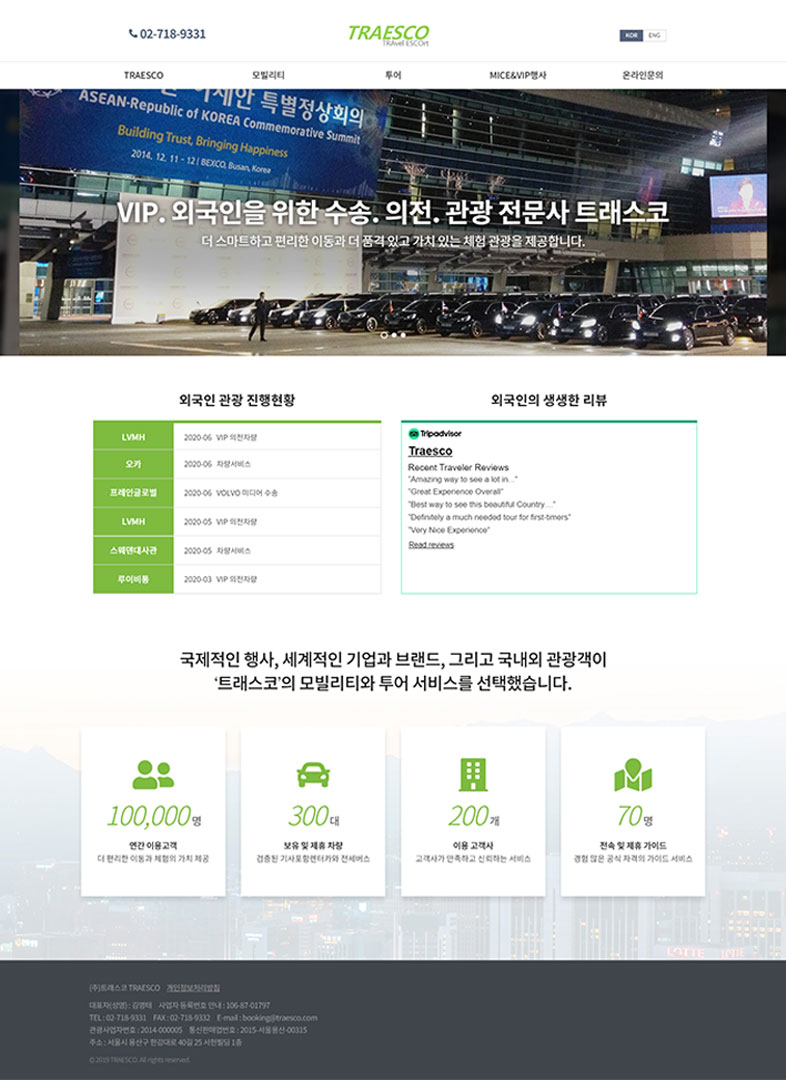 02-718-9331
TRAESCO
TRAvel ESCOrt
KOR ENG
TRAESCO 모빌리티 투어 MICE&VIP행사 온라인문의
특별정상회의
ASEAN-Republic of KOREA Commemorative Summit
Building Trust, Bringing Happiness
2014. 12. 11 - 12 | BEXCO, Busan, Korea
VIP. 외국인을 위한 수송. 의전. 관광 전문사 트래스코
더 스마트하고 편리한 이동과 더 품격 있고 가치 있는 체험 관광을 제공합니다.
외국인 관광 진행현황
LVMH 2020-06 VIP 의전차량
오카 2020-06 차량서비스
프레인글로벌 2020-06 VOLVO 미디어 수송
LVMH 2020-05 VIP 의전차량
스웨덴대사관 2020-05 차량서비스
루이비통 2020-03 VIP 의전차량
외국인의 생생한 리뷰
Tripadvisor
Traesco
Recent Traveler Reviews
"Amazing way to see a lot in..."
"Great Experience Overall"
"Best way to see this beautiful Country...."
"Definitely a much needed tour for first-timers"
"Very Nice Experience"
Read reviews
국제적인 행사, 세계적인 기업과 브랜드, 그리고 국내외 관광객이
‘트래스코’의 모빌리티와 투어 서비스를 선택했습니다.
100,000 명
연간 이용고객
더 편리한 이동과 체험의 가치 제공
300 대
보유 및 제휴 차량
검증된 기사포함렌터카와 전세버스
200 개
이용 고객사
고객사가 만족하고 신뢰하는 서비스
70 명
전속 및 제휴 가이드
경험 많은 공식 자격의 가이드 서비스
LOTTE
(주)트래스코 TRAESCO 개인정보처리방침
대표자(성명) : 김명태 사업자 등록번호 안내 : 106-87-01797
TEL : 02-718-9331 FAX : 02-718-9332 E-mail : booking@traesco.com
관광사업자번호 : 2014-000005 통신판매업번호 : 2015-서울용산-00315
주소 : 서울시 용산구 한강대로 40길 25 서현빌딩 1층
© 2019 TRAESCO. All rights reserved.